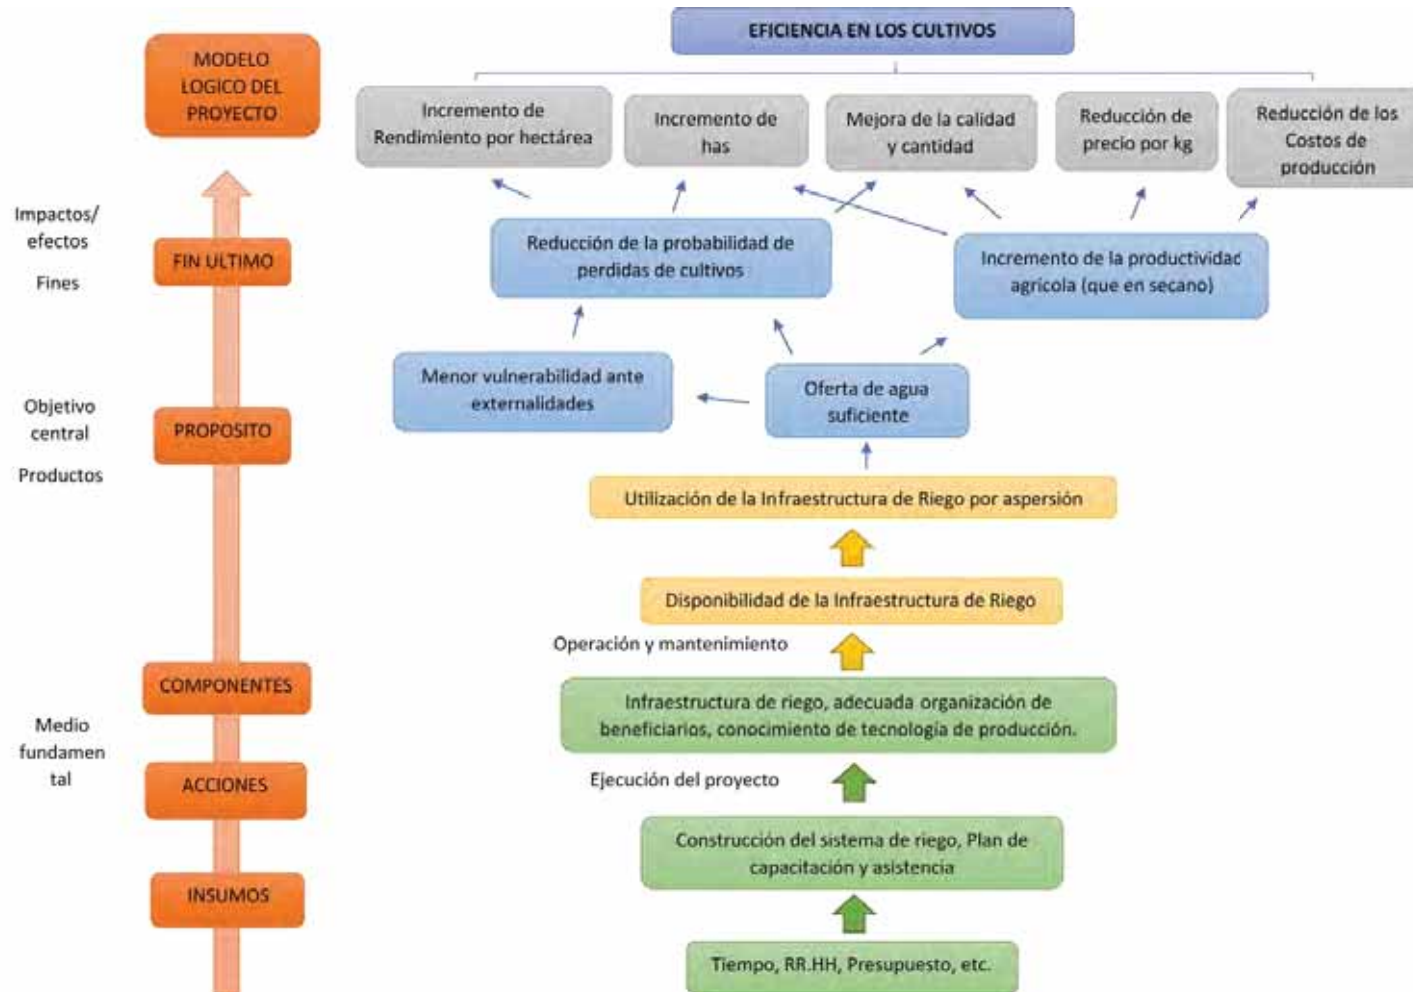 EFICIENCIA EN LOS CULTIVOS
MODELO
LOGICO DEL
PROYECTO
Incremento de
Rendimiento por hectárea
Incremento de
has
Mejora de la calidad
y cantidad
Reducción de
precio por kg
Reducción de los
Costos de
producción
Impactos/
efectos
Fines
FIN ULTIMO
Reducción de la probabilidad de
perdidas de cultivos
Incremento de la productividad
agrícola (que en secano)
Menor vulnerabilidad ante
externalidades
Oferta de agua
suficiente
Objetivo
central
Productos
PROPOSITO
Utilización de la Infraestructura de Riego por aspersión
Disponibilidad de la Infraestructura de Riego
Operación y mantenimiento
COMPONENTES
Infraestructura de riego, adecuada organización de
beneficiarios, conocimiento de tecnología de producción.
Medio
fundamen
tal
ACCIONES
Ejecución del proyecto
Construcción del sistema de riego, Plan de
capacitación y asistencia
INSUMOS
Tiempo, RR.HH, Presupuesto, etc.